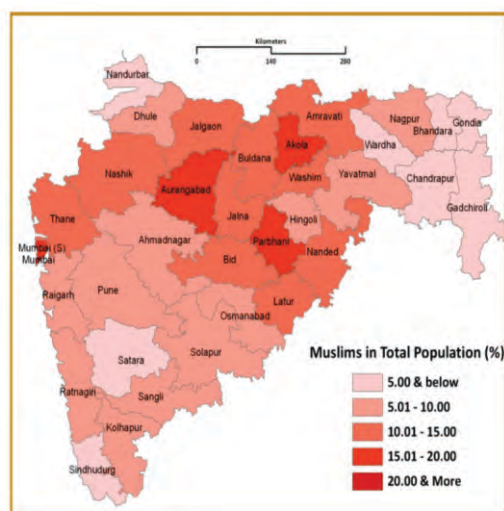 Kilometers
0 140 280
Nandurbar
Dhule
Jalgaon
Amravati
Nagpur
Bhandara
Gondia
Akola
Buldana
Wardha
Nashik
Aurangabad
Washim
Yavatmal
Chandrapur
Gadchiroli
Thane
Jalna
Hingoli
Ahmadnagar
Parbhani
Mumbai (S)
Mumbai
Bid
Nanded
Raigarh
Pune
Latur
Osmanabad
Satara
Solapur
Ratnagiri
Sangli
Kolhapur
Sindhudurg
Muslims in Total Population (%)
5.00 & below
5.01 - 10.00
10.01 - 15.00
15.01 - 20.00
20.00 & More